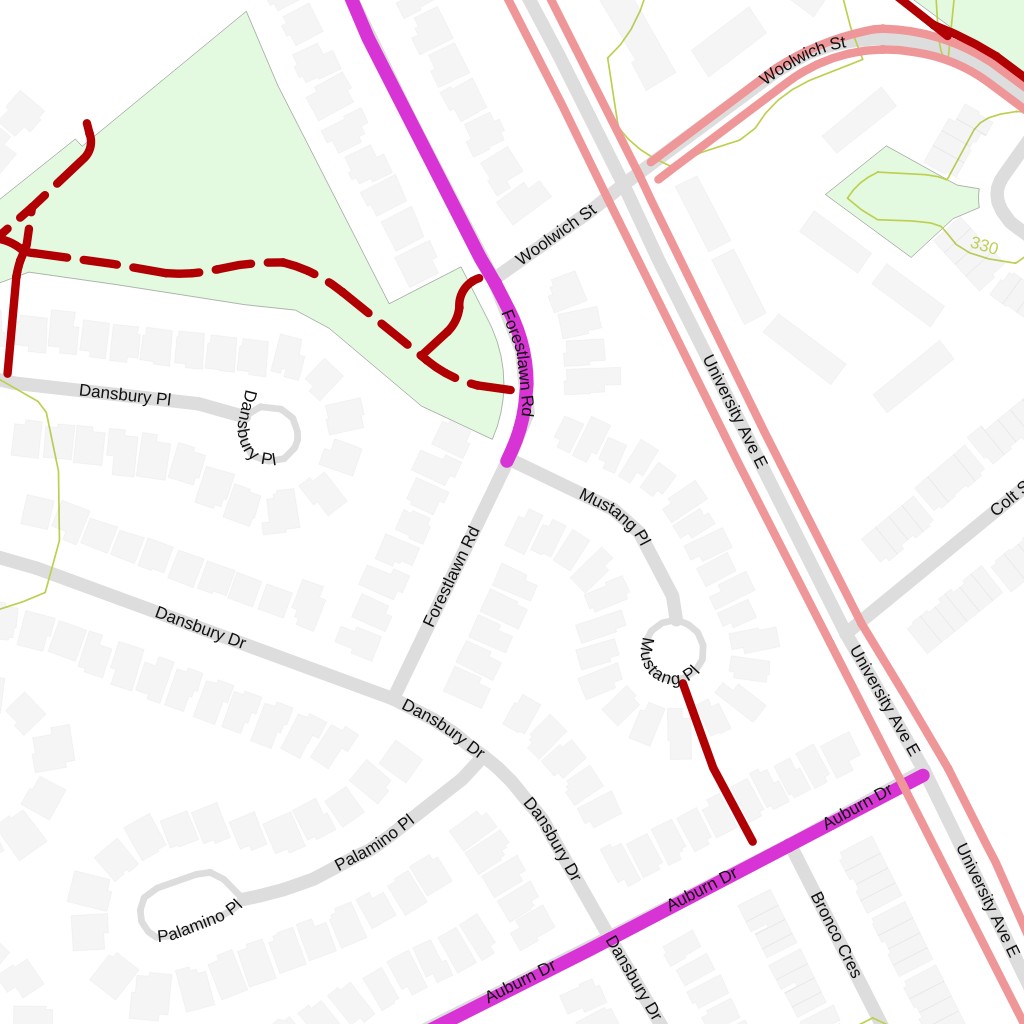 Woolwich St
Woolwich St
330
Forestlawn Rd
University Ave E
Dansbury Pl
Dansbury Pl
Mustang Pl
Colt S
Forestlawn Rd
Dansbury Dr
Mustang Pl
University Ave E
Dansbury Dr
Auburn Dr
Dansbury Dr
Palamino Pl
Auburn Dr
University Ave E
Palamino Pl
Bronco Cres
Auburn Dr
Dansbury Dr